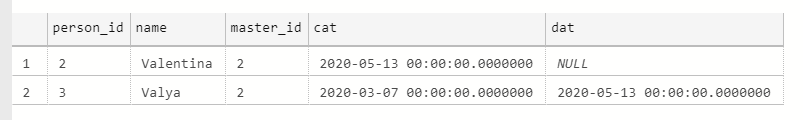 person_id name master_id cat dat
1 2 Valentina 2 2020-05-13 00:00:00.0000000 NULL
2 3 Valya 2 2020-03-07 00:00:00.0000000 2020-05-13 00:00:00.0000000